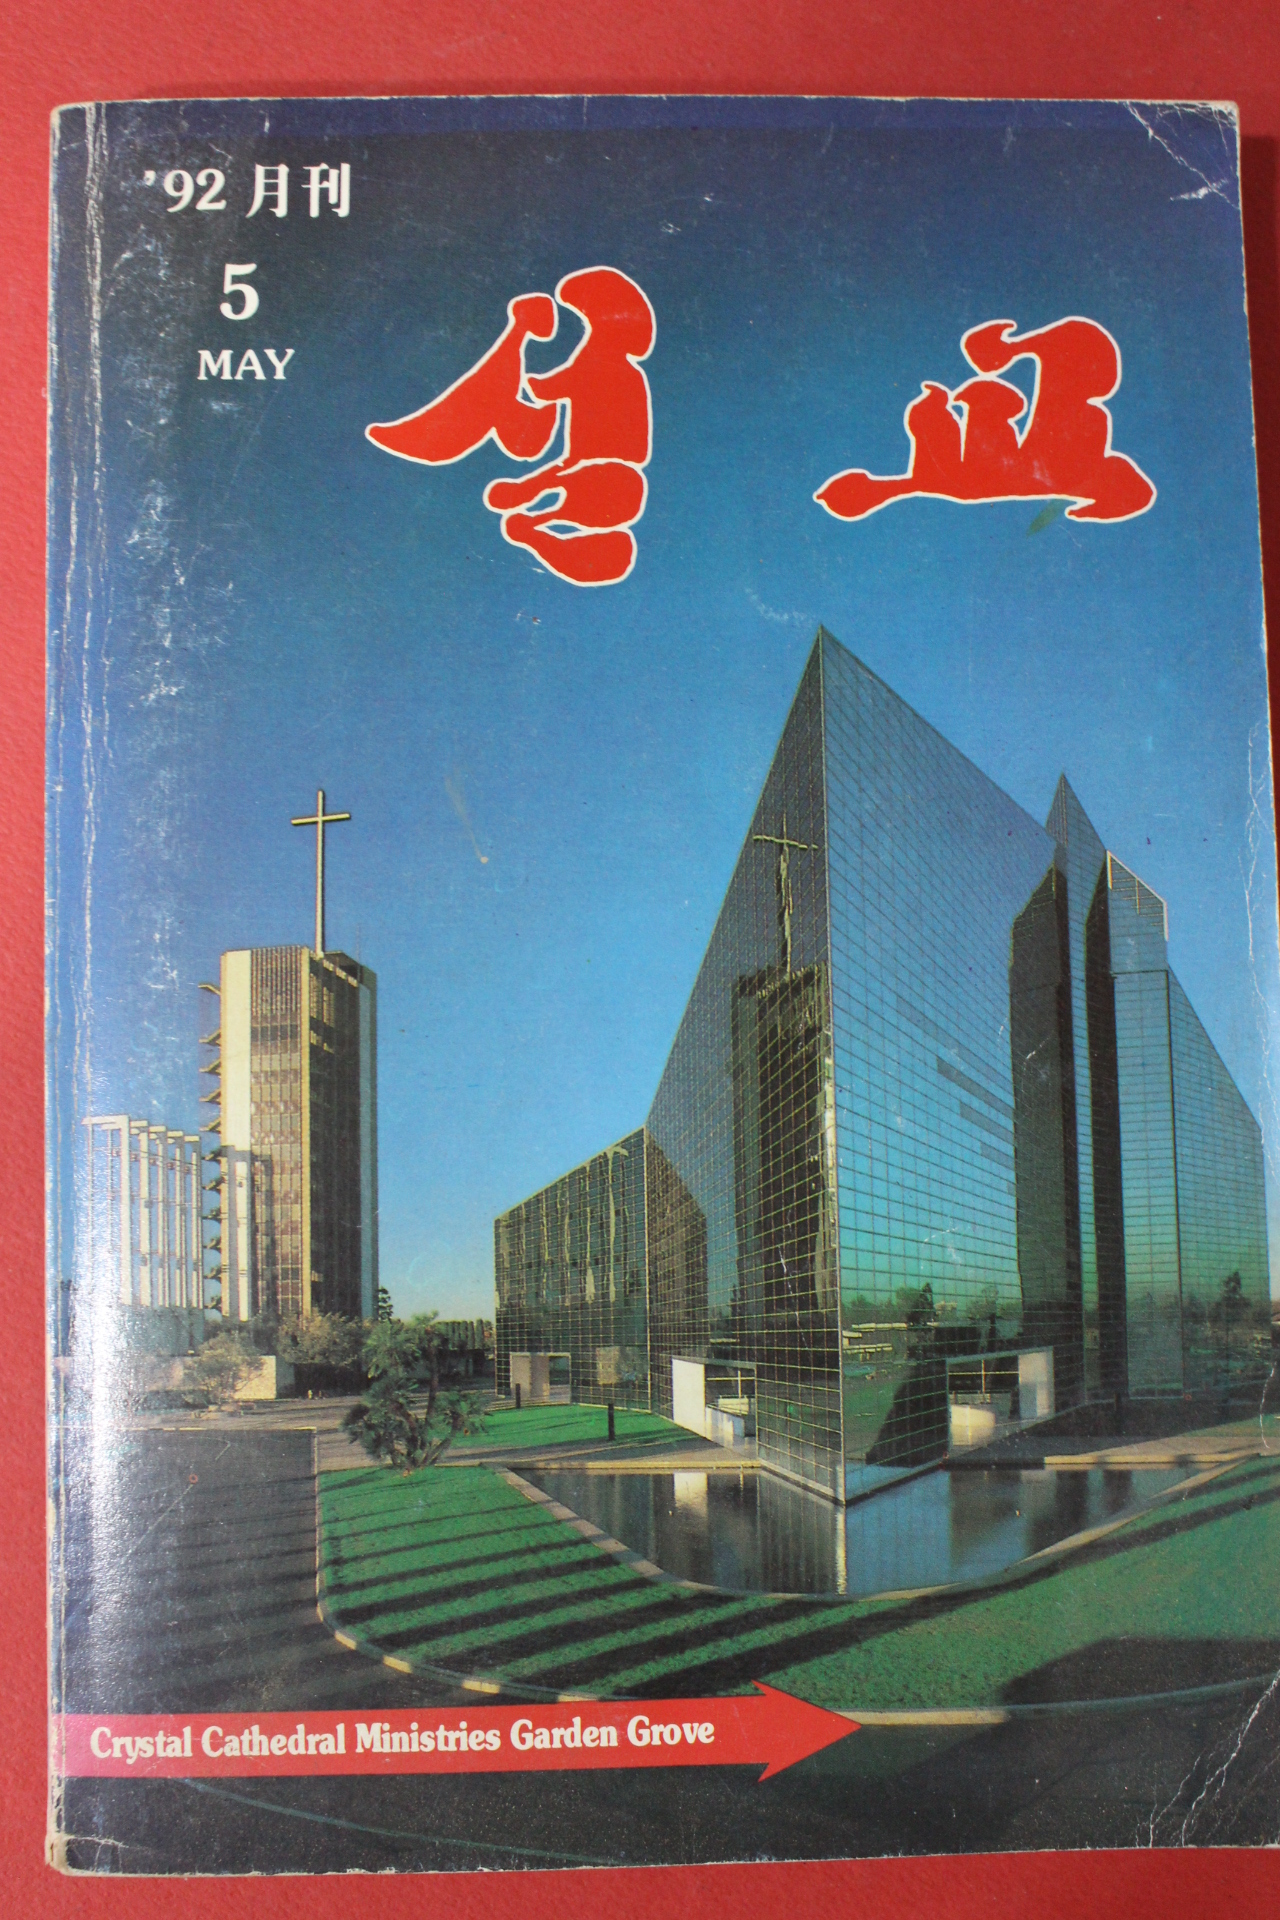 ’92 月刊
5
MAY
설교
Crystal Cathedral Ministries Garden Grove